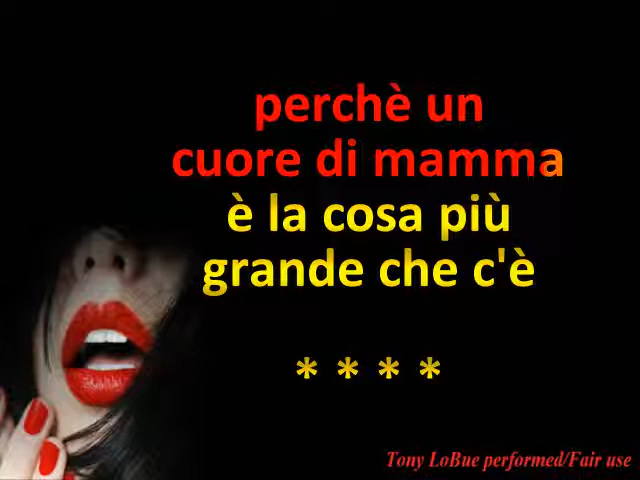 perchè un
cuore di mamma
è la cosa più
grande che c'è
* * * *
Tony LoBue performed/Fair use